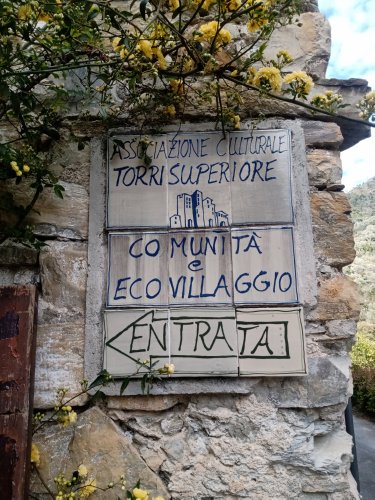 ASSOCIAZIONE CULTURALE
TORRI SUPERIORE
COMUNITÀ
e
ECOVILLAGGIO
ENTRATA